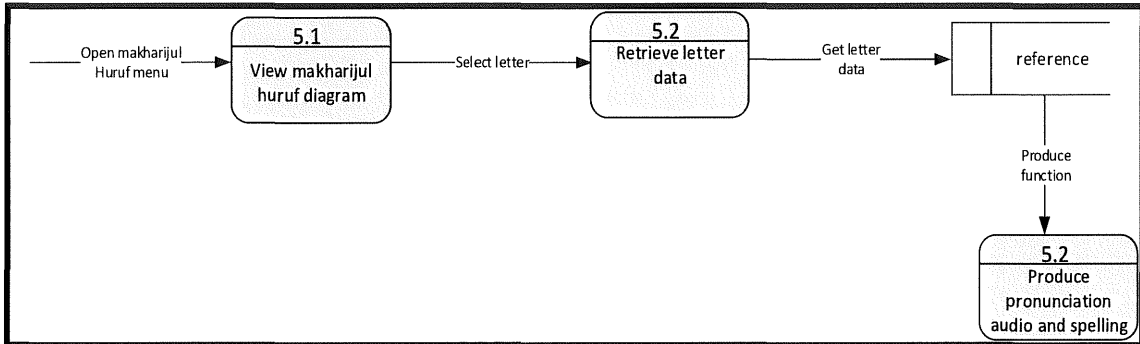 Open makharijul
Huruf menu
5.1
View makharijul
huruf diagram
Select letter
5.2
Retrieve letter
data
Get letter
data
reference
Produce
function
5.2
Produce
pronunciation
audio and spelling